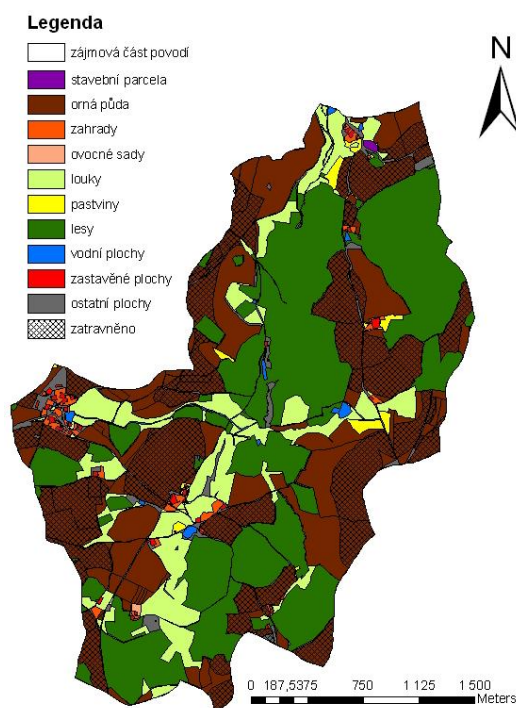 Legenda
zájmová část povodí
stavební parcela
orná půda
zahrady
ovocné sady
louky
pastviny
lesy
vodní plochy
zastavěné plochy
ostatní plochy
zatravněno
N
0 187,5375 750 1 125 1 500
Meters